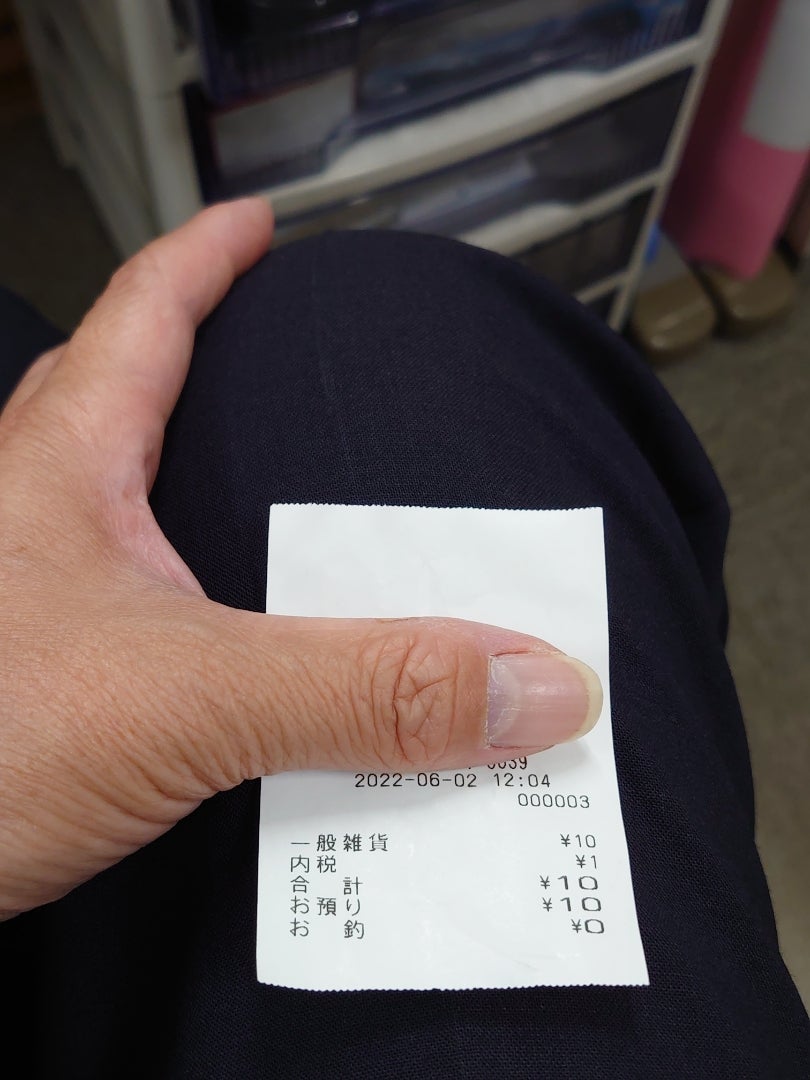 2022-06-02 12:04
000003
一般雑貨 ¥10
内税 ¥1
合 計 ¥10
お預り ¥10
お 釣 ¥0